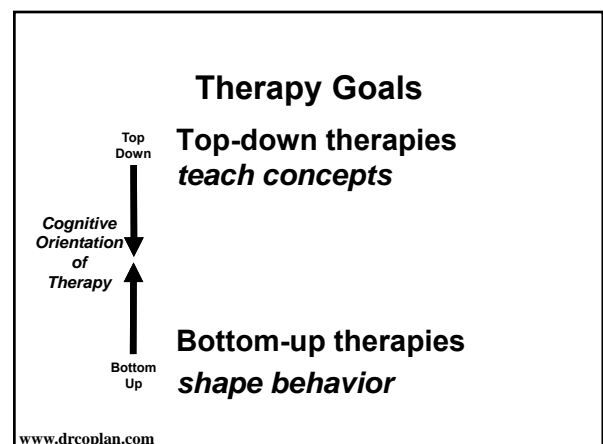 Therapy Goals
Top
Down
Top-down therapies
teach concepts
Cognitive
Orientation
of
Therapy
Bottom
Up
Bottom-up therapies
shape behavior
www.drcoplan.com